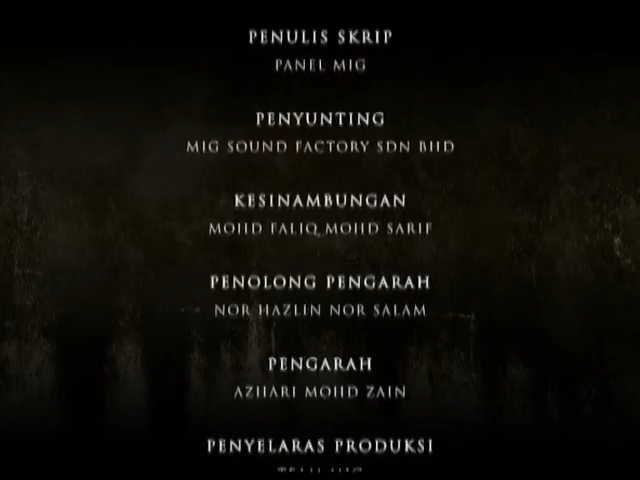 PENULIS SKRIP
PANEL MIG
PENYUNTING
MIG SOUND FACTORY SDN BHD
KESINAMBUNGAN
MOHD FALIQ MOHD SARIF
PENOLONG PENGARAH
NOR HAZLIN NOR SALAM
PENGARAH
AZHARI MOHD ZAIN
PENYELARAS PRODUKSI